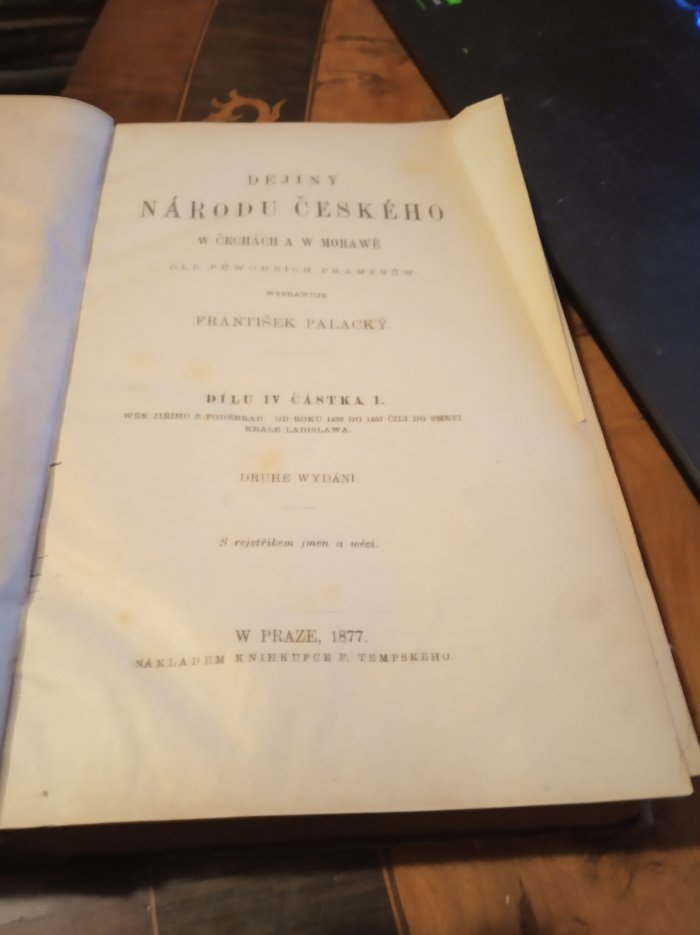 DĚJINY
NÁRODU ČESKÉHO
W ČECHÁCH A W MORAWĚ
DLE PŮWODNÍCH PRAMENŮW
WYPRAWUJE
FRANTIŠEK PALACKÝ.
DÍLU IV ČÁSTKA I.
WĚK JIŘÍHO Z PODĚBRAD. OD ROKU 1439 DO 1457 ČILI DO SMRTI
KRÁLE LADISLAWA.
DRUHÉ WYDÁNÍ.
S rejstříkem jmen a wěcí.
W PRAZE, 1877.
NÁKLADEM KNIHKUPCE F. TEMPSKÉHO.